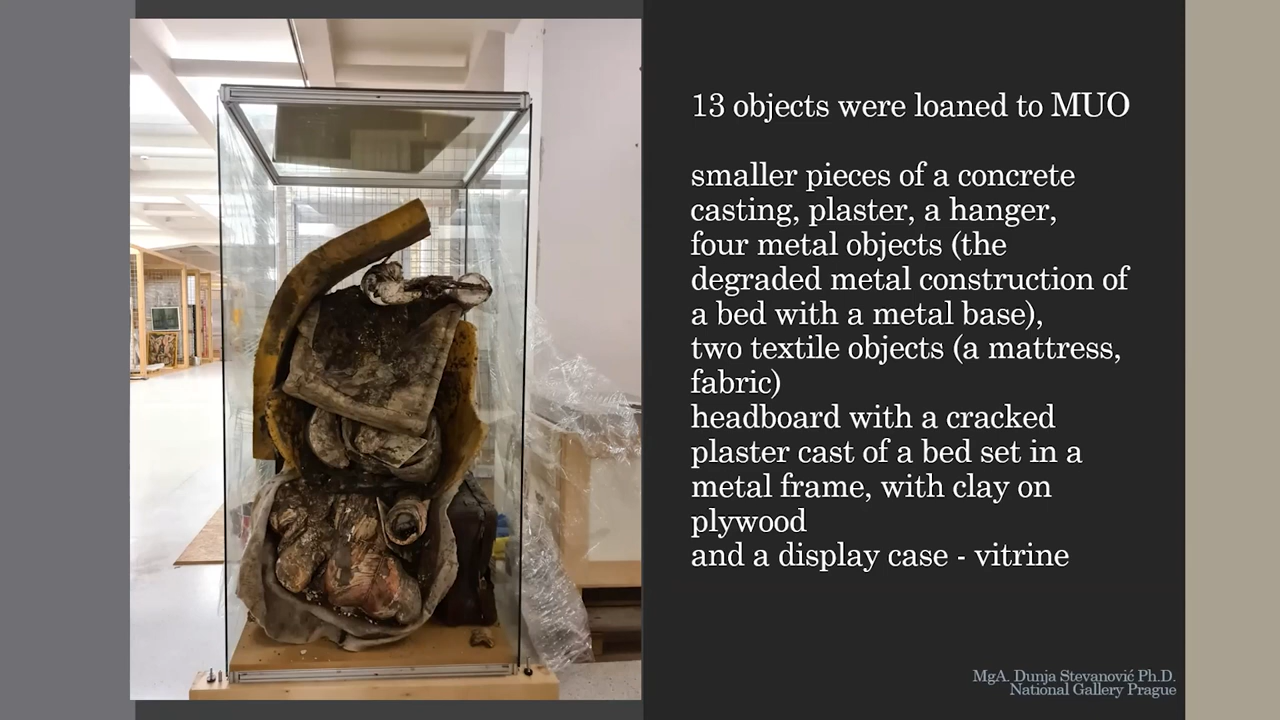 13 objects were loaned to MUO
smaller pieces of a concrete
casting, plaster, a hanger,
four metal objects (the
degraded metal construction of
a bed with a metal base),
two textile objects (a mattress,
fabric)
headboard with a cracked
plaster cast of a bed set in a
metal frame, with clay on
plywood
and a display case - vitrine
MgA. Dunja Stevanović Ph.D.
National Gallery Prague